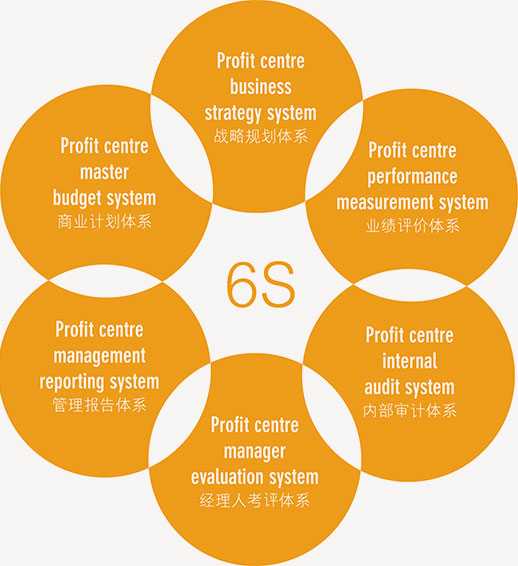 Profit centre
business
strategy system
战略规划体系
Profit centre
performance
measurement system
业绩评价体系
Profit centre
internal
audit system
内部审计体系
Profit centre
manager
evaluation system
经理人考评体系
Profit centre
management
reporting system
管理报告体系
Profit centre
master
budget system
商业计划体系
6S